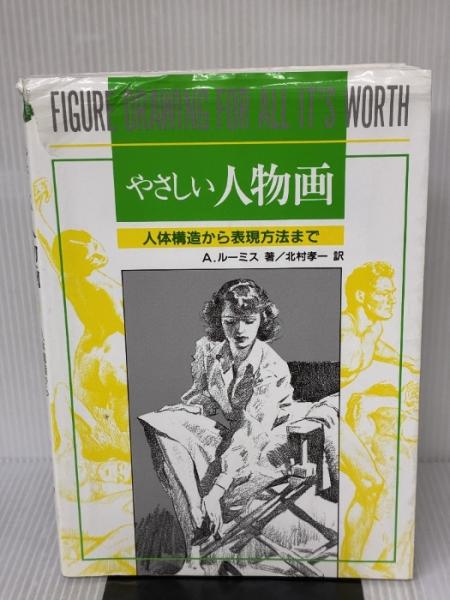 FIGURE DRAWING FOR ALL IT'S WORTH
やさしい人物画
人体構造から表現方法まで
A.ルーミス 著/北村孝一 訳